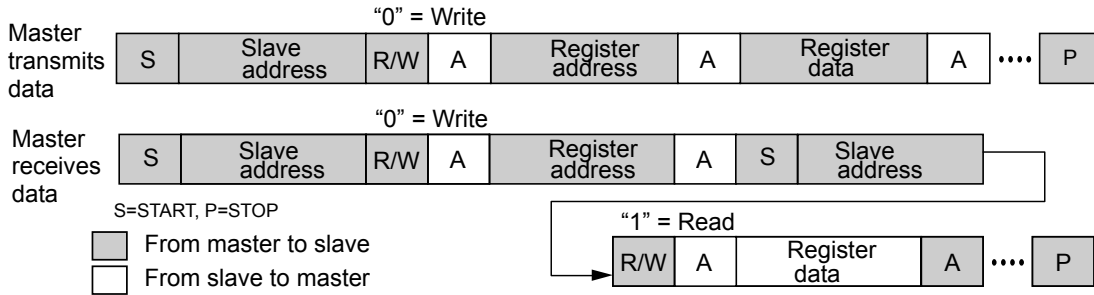 “0” = Write
Master
transmits
data
S
Slave
address
R/W
A
Register
address
A
Register
data
A
....
P
“0” = Write
Master
receives
data
S
Slave
address
R/W
A
Register
address
A
S
Slave
address
S=START, P=STOP
“1” = Read
From master to slave
From slave to master
R/W
A
Register
data
A
....
P